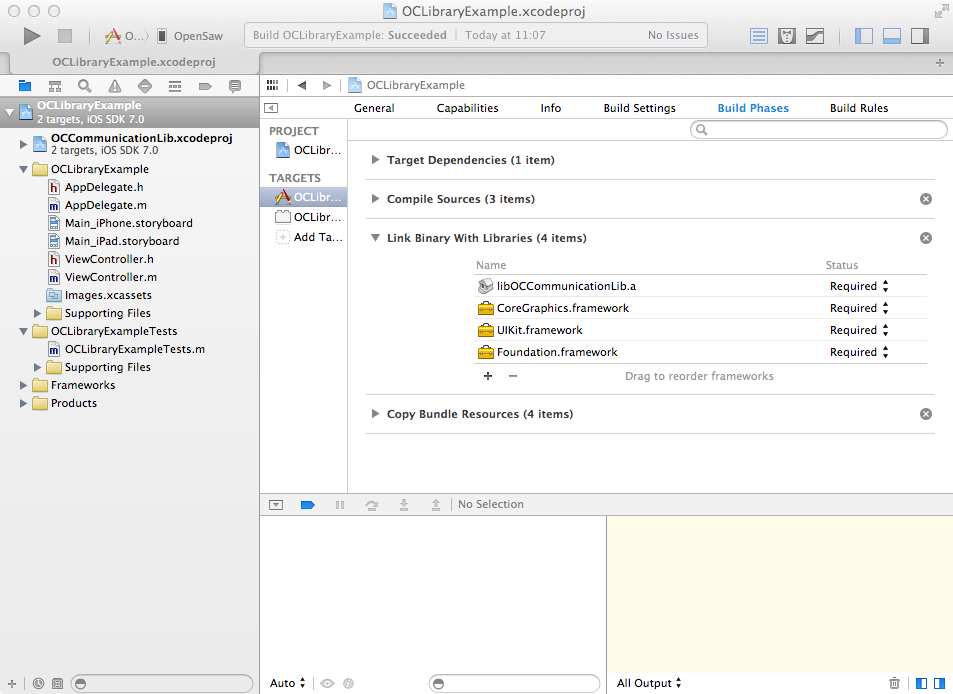 OCLibraryExample.xcodeproj
O...〉 OpenSaw
Build OCLibraryExample: Succeeded Today at 11:07 No Issues
OCLibraryExample.xcodeproj
OCLibraryExample
2 targets, iOS SDK 7.0
OCCommunicationLib.xcodeproj
2 targets, iOS SDK 7.0
OCLibraryExample
AppDelegate.h
AppDelegate.m
Main_iPhone.storyboard
Main_iPad.storyboard
ViewController.h
ViewController.m
Images.xcassets
Supporting Files
OCLibraryExampleTests
OCLibraryExampleTests.m
Supporting Files
Frameworks
Products
OCLibraryExample
General Capabilities Info Build Settings Build Phases Build Rules
PROJECT
OCLibr...
TARGETS
OCLibr...
OCLibr...
Add Ta...
Target Dependencies (1 item)
Compile Sources (3 items)
Link Binary With Libraries (4 items)
Name Status
libOCCommunicationLib.a Required
CoreGraphics.framework Required
UIKit.framework Required
Foundation.framework Required
+ − Drag to reorder frameworks
Copy Bundle Resources (4 items)
No Selection
Auto
All Output